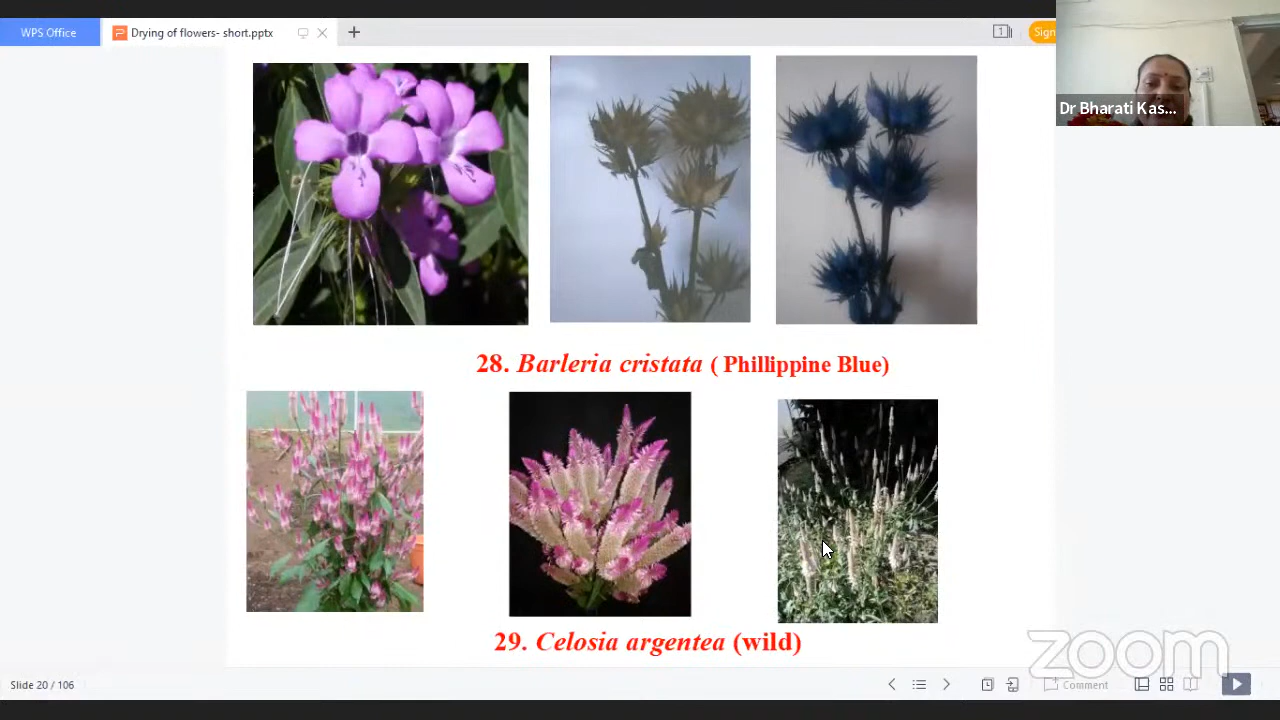 WPS Office
Drying of flowers- short.pptx
1
Sign
Dr Bharati Kas...
28. Barleria cristata ( Phillippine Blue)
29. Celosia argentea (wild)
zoom
Slide 20 / 106
Comment